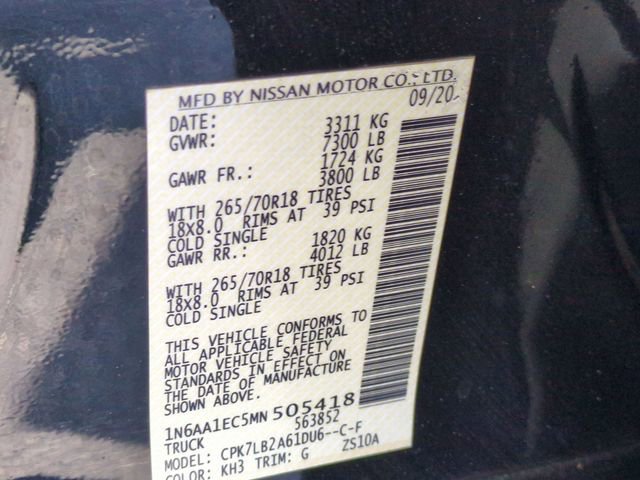 MFD BY NISSAN MOTOR CO., LTD.
DATE: 09/20
GVWR: 3311 KG
7300 LB
GAWR FR.: 1724 KG
3800 LB
WITH 265/70R18 TIRES
18x8.0 RIMS AT 39 PSI
COLD SINGLE
GAWR RR.: 1820 KG
4012 LB
WITH 265/70R18 TIRES
18x8.0 RIMS AT 39 PSI
COLD SINGLE
THIS VEHICLE CONFORMS TO
ALL APPLICABLE FEDERAL
MOTOR VEHICLE SAFETY
STANDARDS IN EFFECT ON
THE DATE OF MANUFACTURE
SHOWN ABOVE.
1N6AA1EC5MN505418
TRUCK 563852
MODEL: CPK7LB2A61DU6--C-F
COLOR: KH3 TRIM: G ZS10A